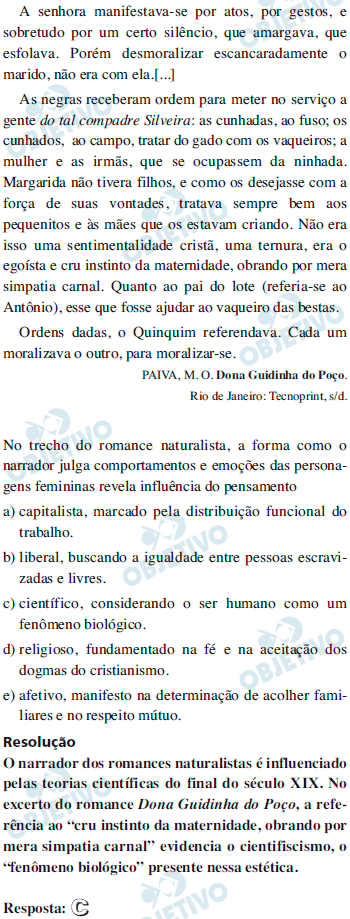 A senhora manifestava-se por atos, por gestos, e
sobretudo por um certo silêncio, que amargava, que
esfolava. Porém desmoralizar escancaradamente o
marido, não era com ela.[...]
As negras receberam ordem para meter no serviço a
gente do tal compadre Silveira: as cunhadas, ao fuso; os
cunhados, ao campo, tratar do gado com os vaqueiros; a
mulher e as irmãs, que se ocupassem da ninhada.
Margarida não tivera filhos, e como os desejasse com a
força de suas vontades, tratava sempre bem aos
pequenitos e às mães que os estavam criando. Não era
isso uma sentimentalidade cristã, uma ternura, era o
egoísta e cru instinto da maternidade, obrando por mera
simpatia carnal. Quanto ao pai do lote (referia-se ao
Antônio), esse que fosse ajudar ao vaqueiro das bestas.
Ordens dadas, o Quinquim referendava. Cada um
moralizava o outro, para moralizar-se.
PAIVA, M. O. Dona Guidinha do Poço.
Rio de Janeiro: Tecnoprint, s/d.
No trecho do romance naturalista, a forma como o
narrador julga comportamentos e emoções das persona-
gens femininas revela influência do pensamento
a) capitalista, marcado pela distribuição funcional do
trabalho.
b) liberal, buscando a igualdade entre pessoas escravi-
zadas e livres.
c) científico, considerando o ser humano como um
fenômeno biológico.
d) religioso, fundamentado na fé e na aceitação dos
dogmas do cristianismo.
e) afetivo, manifesto na determinação de acolher fami-
liares e no respeito mútuo.
Resolução
O narrador dos romances naturalistas é influenciado
pelas teorias científicas do final do século XIX. No
excerto do romance Dona Guidinha do Poço, a refe-
rência ao “cru instinto da maternidade, obrando por
mera simpatia carnal” evidencia o cientifiscismo, o
“fenômeno biológico” presente nessa estética.
Resposta: C